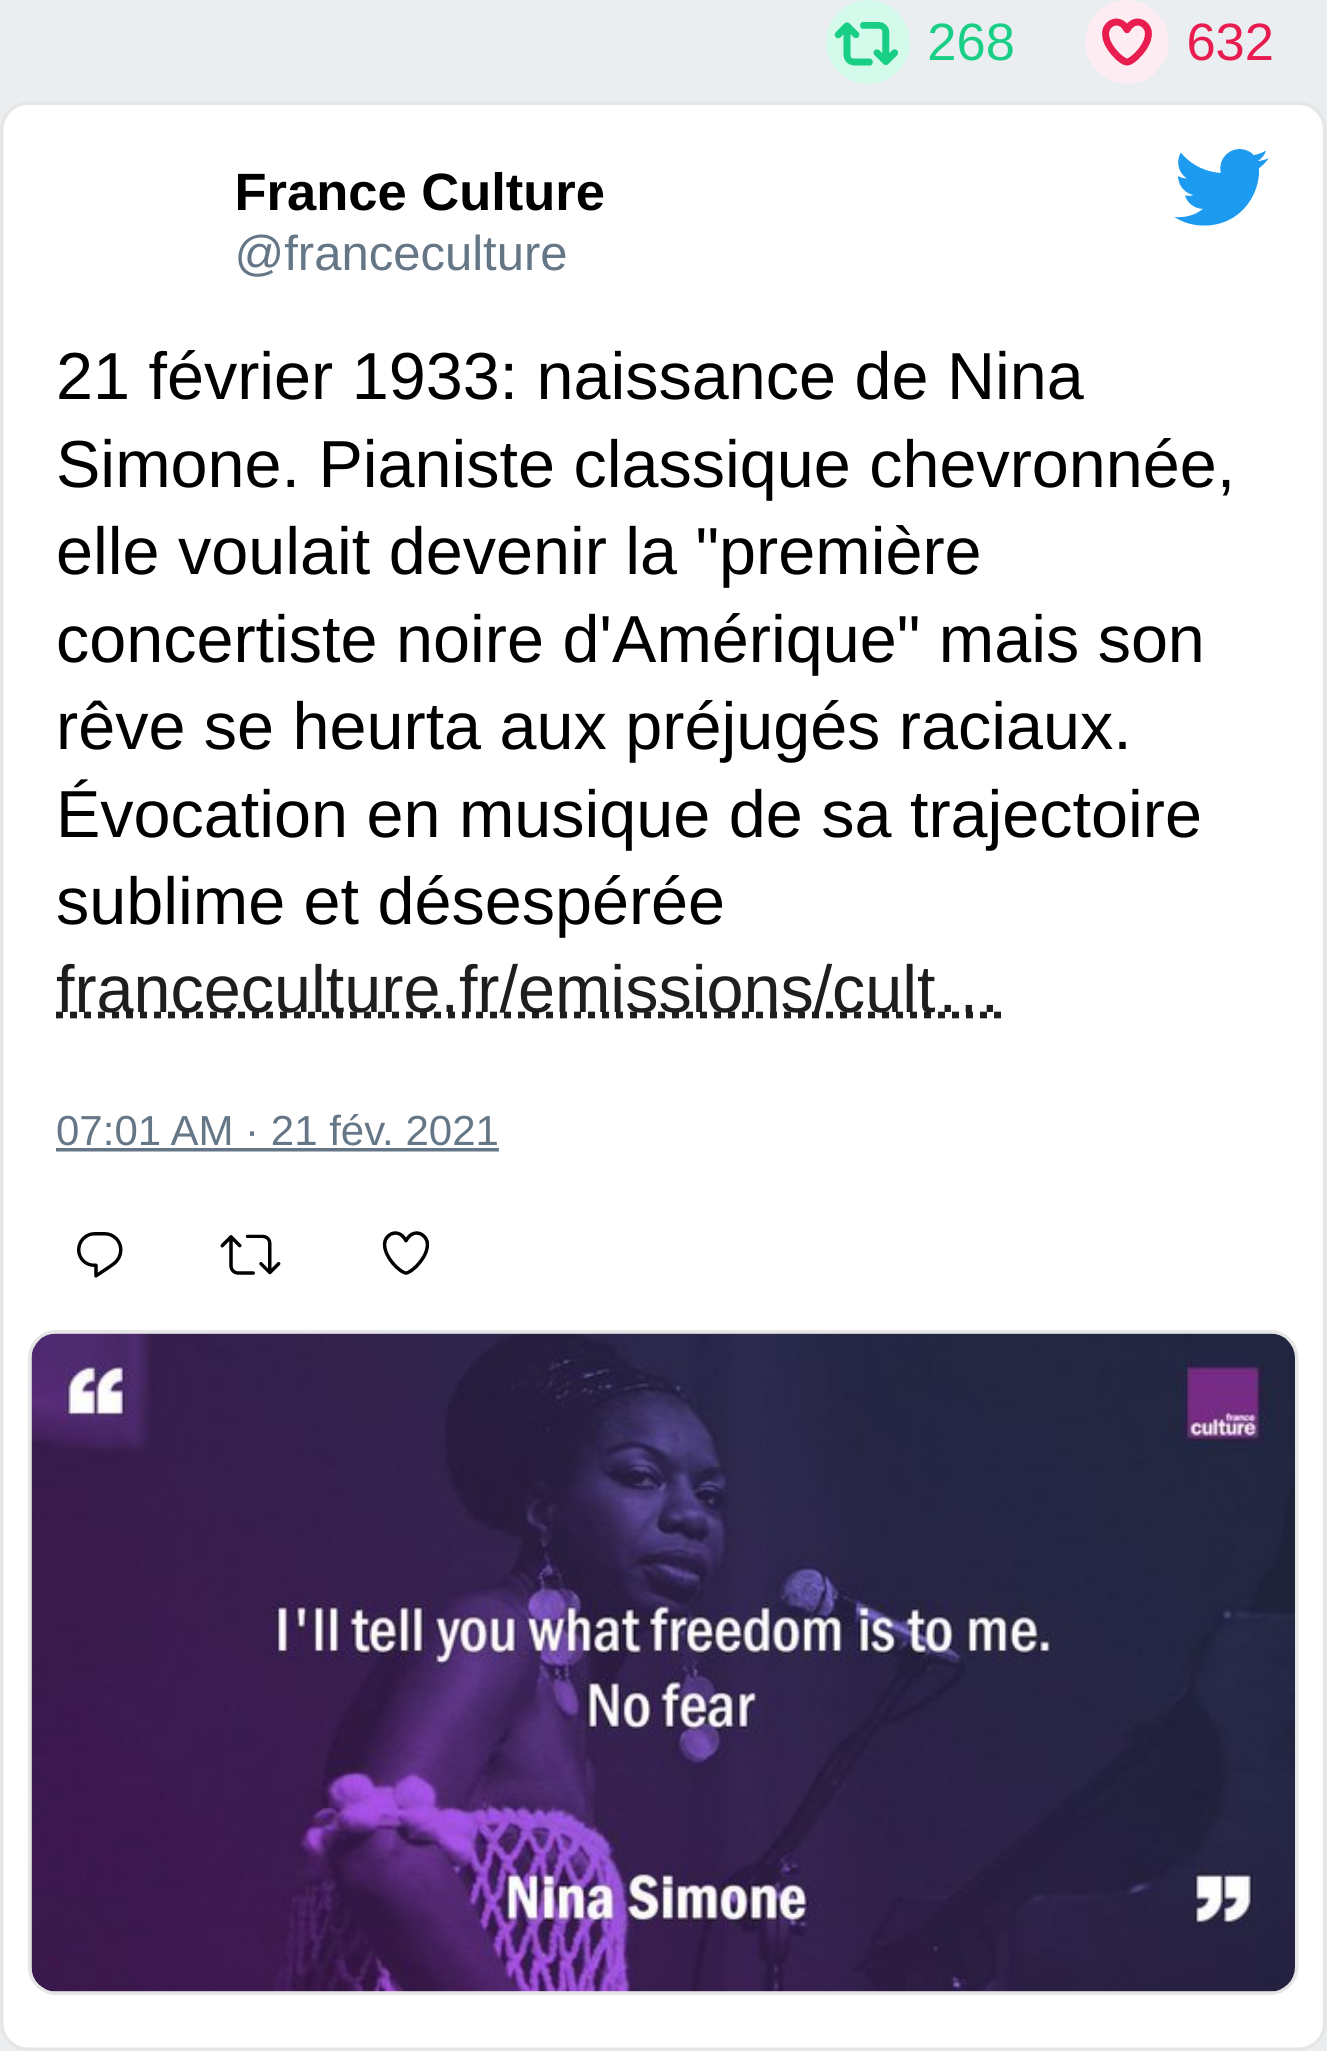 268 632
France Culture
@franceculture
21 février 1933: naissance de Nina
Simone. Pianiste classique chevronnée,
elle voulait devenir la "première
concertiste noire d'Amérique" mais son
rêve se heurta aux préjugés raciaux.
Évocation en musique de sa trajectoire
sublime et désespérée
franceculture.fr/emissions/cult…
07:01 AM · 21 fév. 2021
“
france
culture
I'll tell you what freedom is to me.
No fear
Nina Simone
”